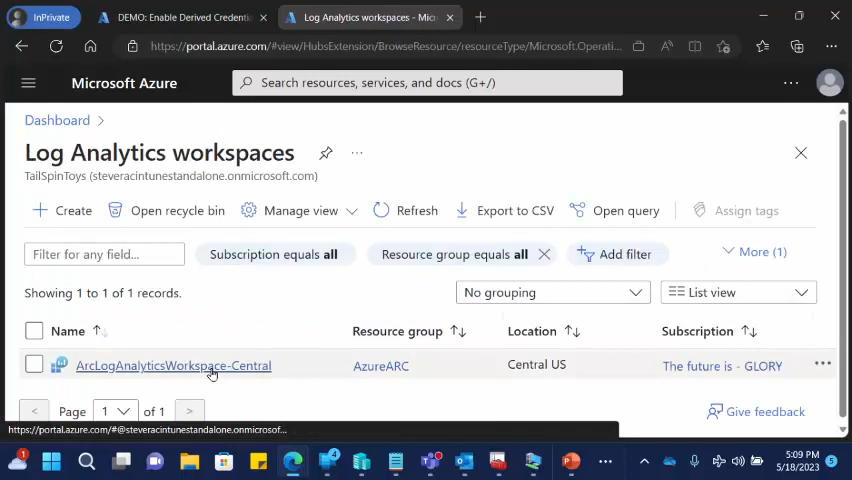 InPrivate
DEMO: Enable Derived Credentia
Log Analytics workspaces - Mic
https://portal.azure.com/#view/HubsExtension/BrowseResource/resourceType/Microsoft.Operati...
Microsoft Azure
Search resources, services, and docs (G+/)
Dashboard
Log Analytics workspaces
TailSpinToys (steveracintunestandalone.onmicrosoft.com)
Create
Open recycle bin
Manage view
Refresh
Export to CSV
Open query
Assign tags
Filter for any field...
Subscription equals all
Resource group equals all
Add filter
More (1)
Showing 1 to 1 of 1 records.
No grouping
List view
Name
Resource group
Location
Subscription
ArcLogAnalyticsWorkspace-Central
AzureARC
Central US
The future is - GLORY
< Page 1 of 1 >
Give feedback
https://portal.azure.com/#@steveracintunestandalone.onmicrosof...
1
4
5:09 PM
5/18/2023
5